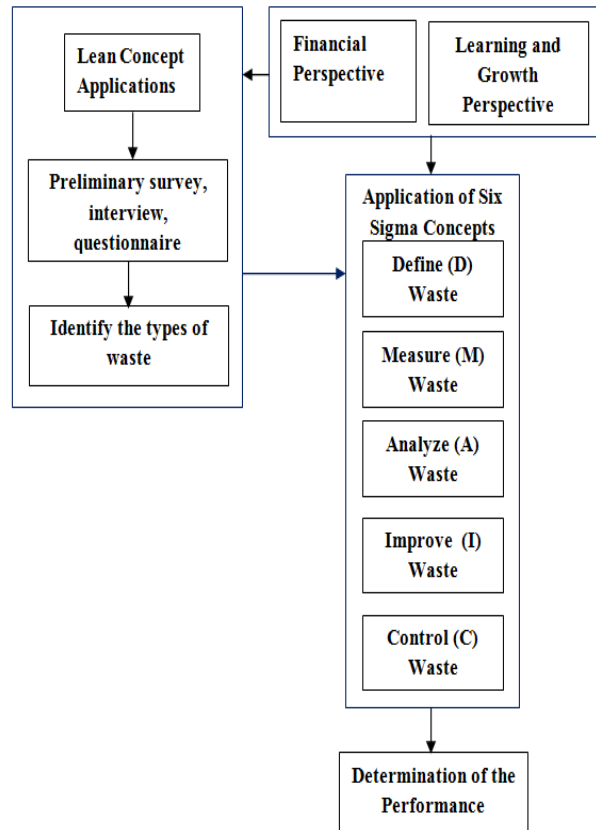 Lean Concept
Applications
Preliminary survey,
interview,
questionnaire
Identify the types of
waste
Financial
Perspective
Learning and
Growth
Perspective
Application of Six
Sigma Concepts
Define (D)
Waste
Measure (M)
Waste
Analyze (A)
Waste
Improve (I)
Waste
Control (C)
Waste
Determination of the
Performance